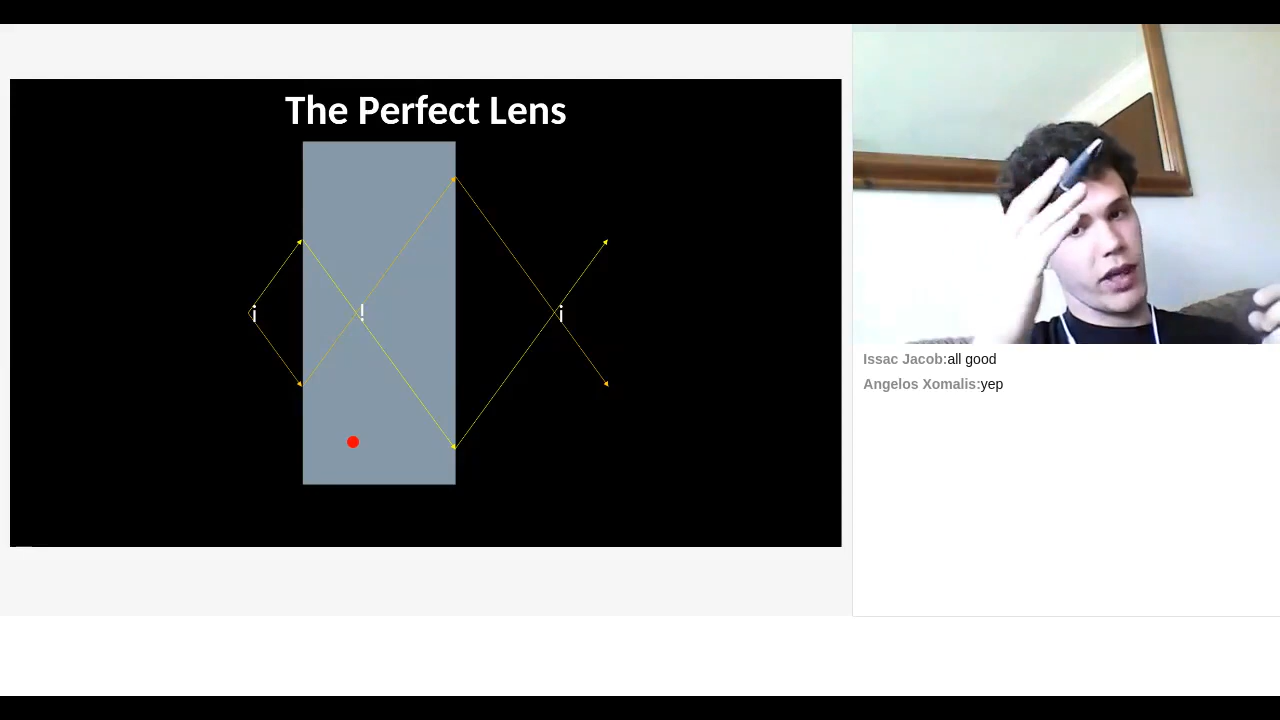 The Perfect Lens
i ! i
Issac Jacob:all good
Angelos Xomalis:yep